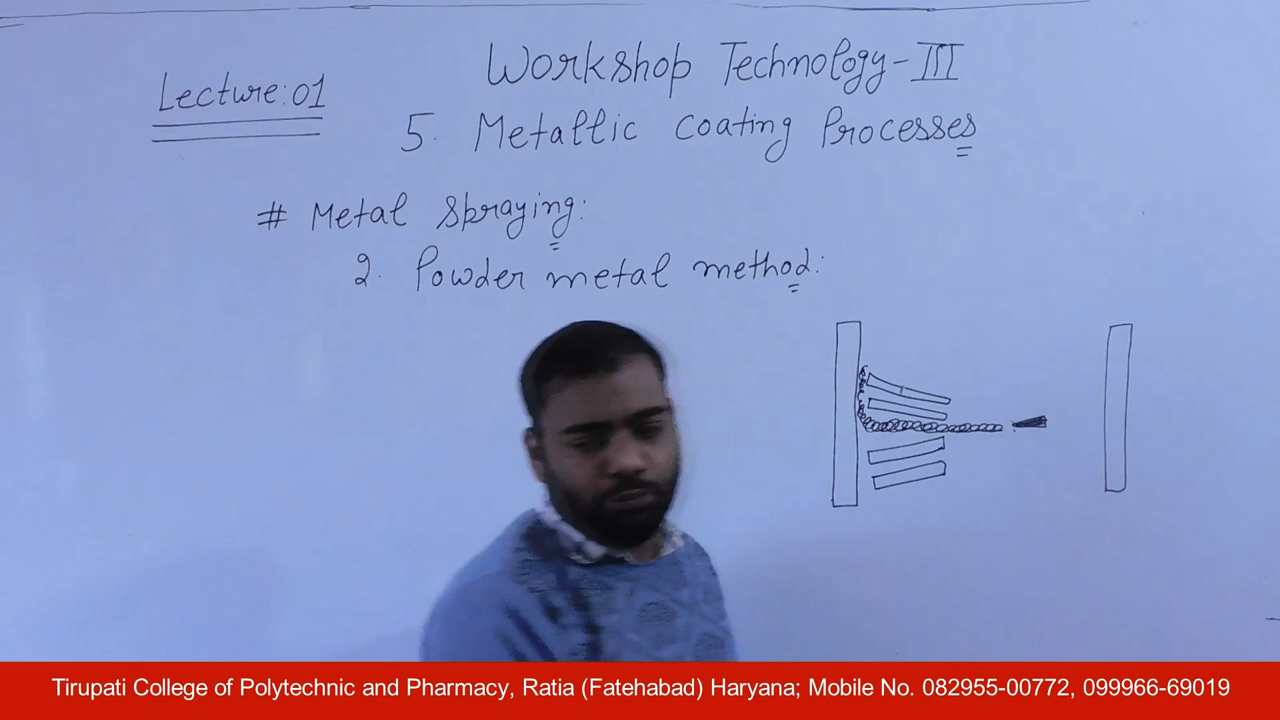 Workshop Technology-III
Lecture:01
5. Metallic Coating Processes
# Metal Spraying:
2. Powder metal method:
Tirupati College of Polytechnic and Pharmacy, Ratia (Fatehabad) Haryana; Mobile No. 082955-00772, 099966-69019